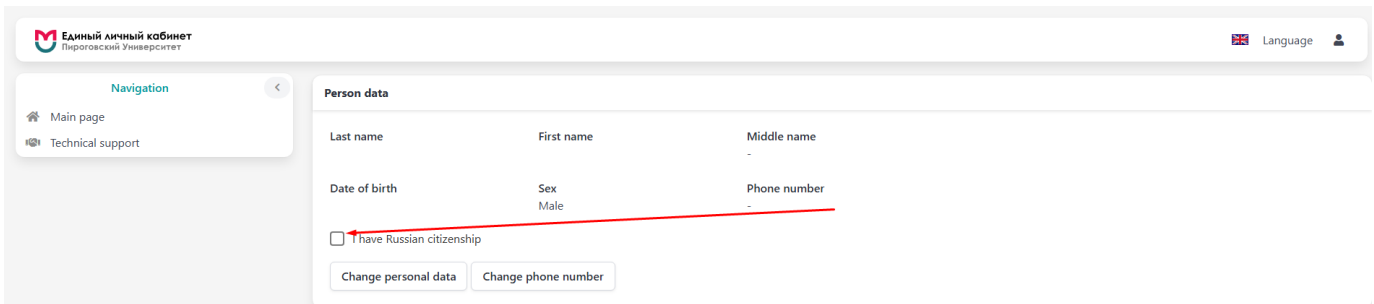 Единый личный кабинет
Пироговский Университет
Language
Navigation
Main page
Technical support
Person data
Last name First name Middle name
-
Date of birth Sex Phone number
Male -
I have Russian citizenship
Change personal data Change phone number